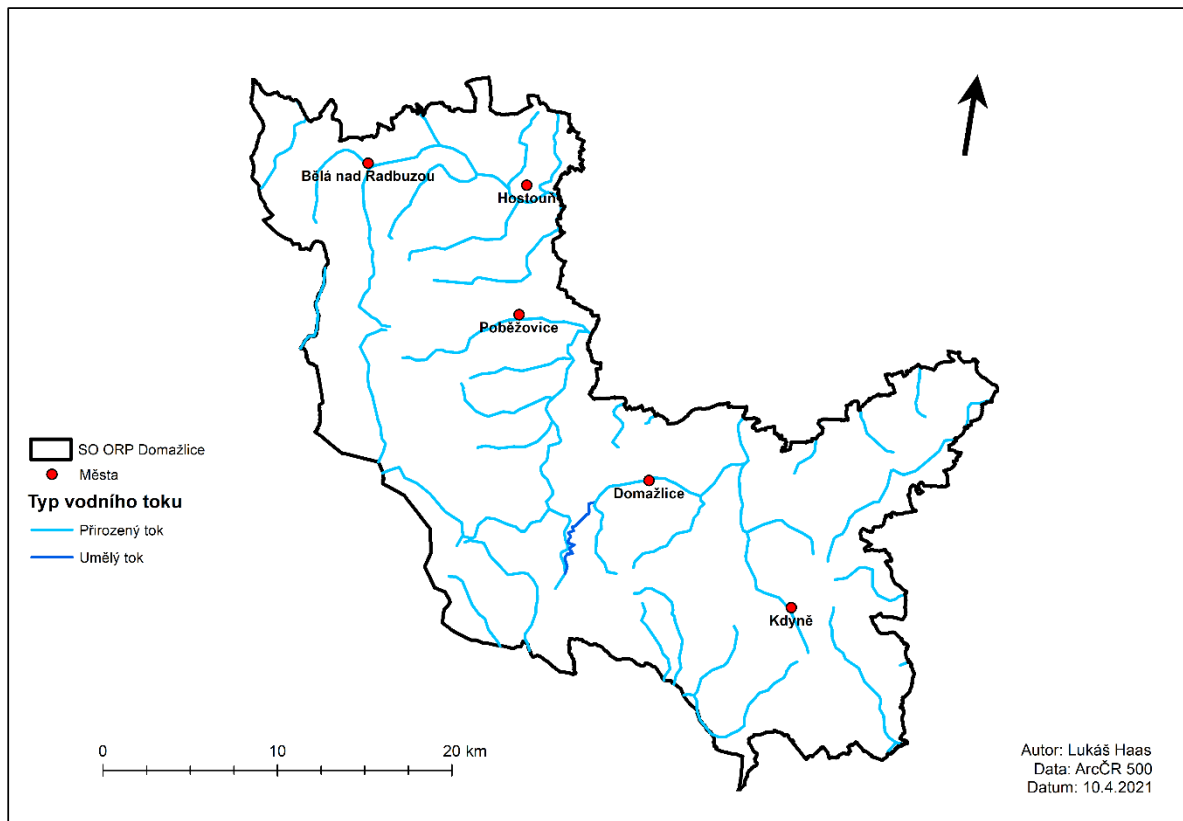 Bělá nad Radbuzou
Hostouň
Poběžovice
Domažlice
Kdyně
SO ORP Domažlice
Města
Typ vodního toku
Přirozený tok
Umělý tok
0 10 20 km
Autor: Lukáš Haas
Data: ArcČR 500
Datum: 10.4.2021